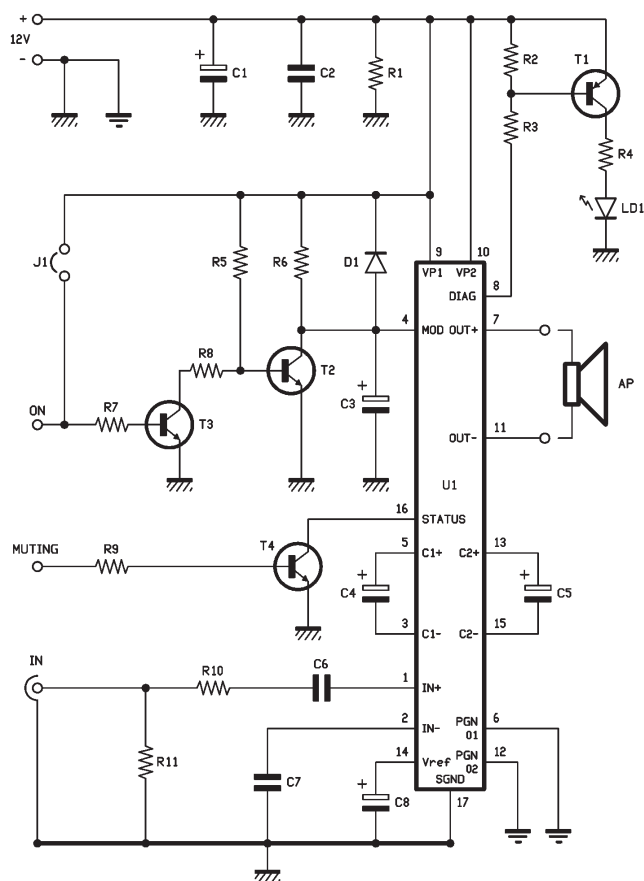 +
12V
-
+
C1
C2
R1
R2
T1
R3
R4
LD1
J1
R5
R6
D1
9
10
VP1
VP2
DIAG
8
4
MOD
OUT+
7
R8
T2
+
C3
AP
ON
R7
T3
OUT-
11
U1
16
STATUS
MUTING
R9
T4
5
C1+
C2+
13
+
C4
+
C5
3
C1-
C2-
15
IN
R10
C6
1
IN+
2
IN-
PGN
01
6
R11
C7
14
Vref
PGN
02
12
+
C8
SGND
17